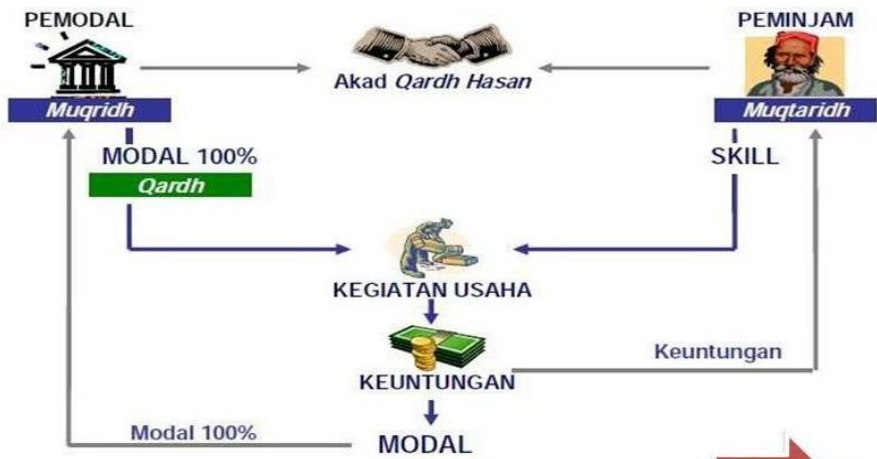 PEMODAL
PEMINJAM
Akad Qardh Hasan
Muqridh
Muqtaridh
MODAL 100%
SKILL
Qardh
KEGIATAN USAHA
Keuntungan
KEUNTUNGAN
Modal 100%
MODAL